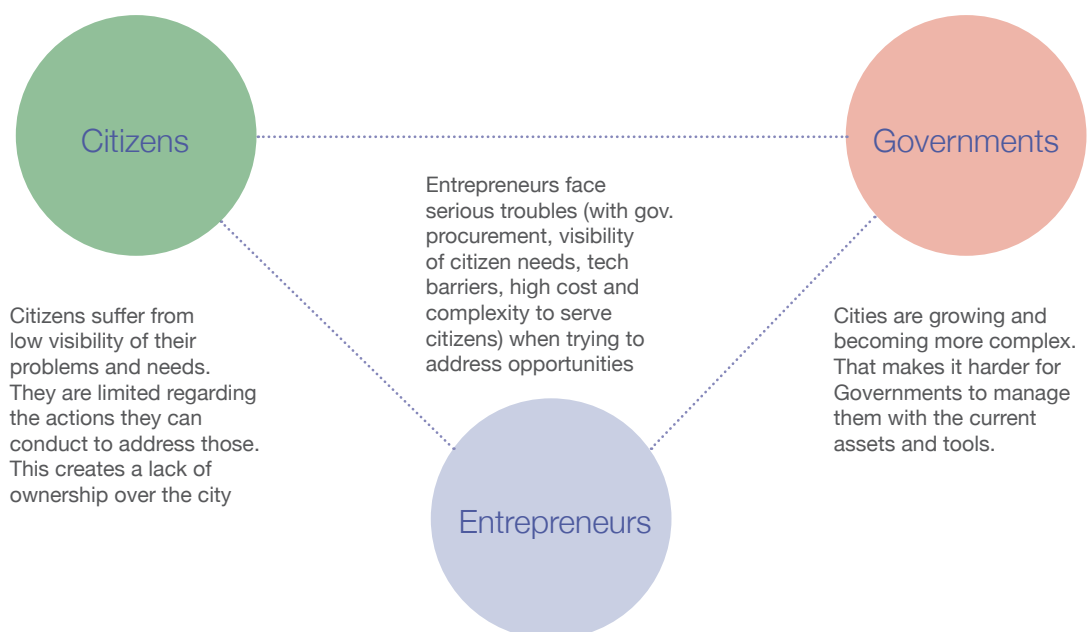 Citizens
Governments
Entrepreneurs face
serious troubles (with gov.
procurement, visibility
of citizen needs, tech
barriers, high cost and
complexity to serve
citizens) when trying to
address opportunities
Citizens suffer from
low visibility of their
problems and needs.
They are limited regarding
the actions they can
conduct to address those.
This creates a lack of
ownership over the city
Cities are growing and
becoming more complex.
That makes it harder for
Governments to manage
them with the current
assets and tools.
Entrepreneurs